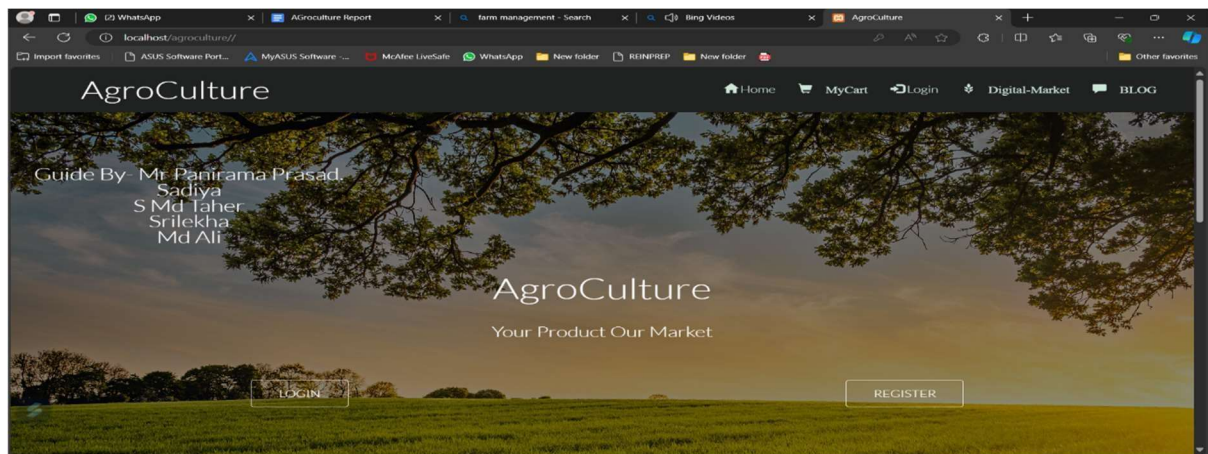 (2) WhatsApp
AGroculture Report
farm management - Search
Bing Videos
AgroCulture
localhost/agroculture//
Import favorites
ASUS Software Port...
MyASUS Software -...
McAfee LiveSafe
WhatsApp
New folder
REINPREP
New folder
Other favorites
AgroCulture
Home
MyCart
Login
Digital-Market
BLOG
Guide By- Mr Panirama Prasad.
Sadiya
S Md Taher
Srilekha
Md Ali
AgroCulture
Your Product Our Market
LOGIN
REGISTER